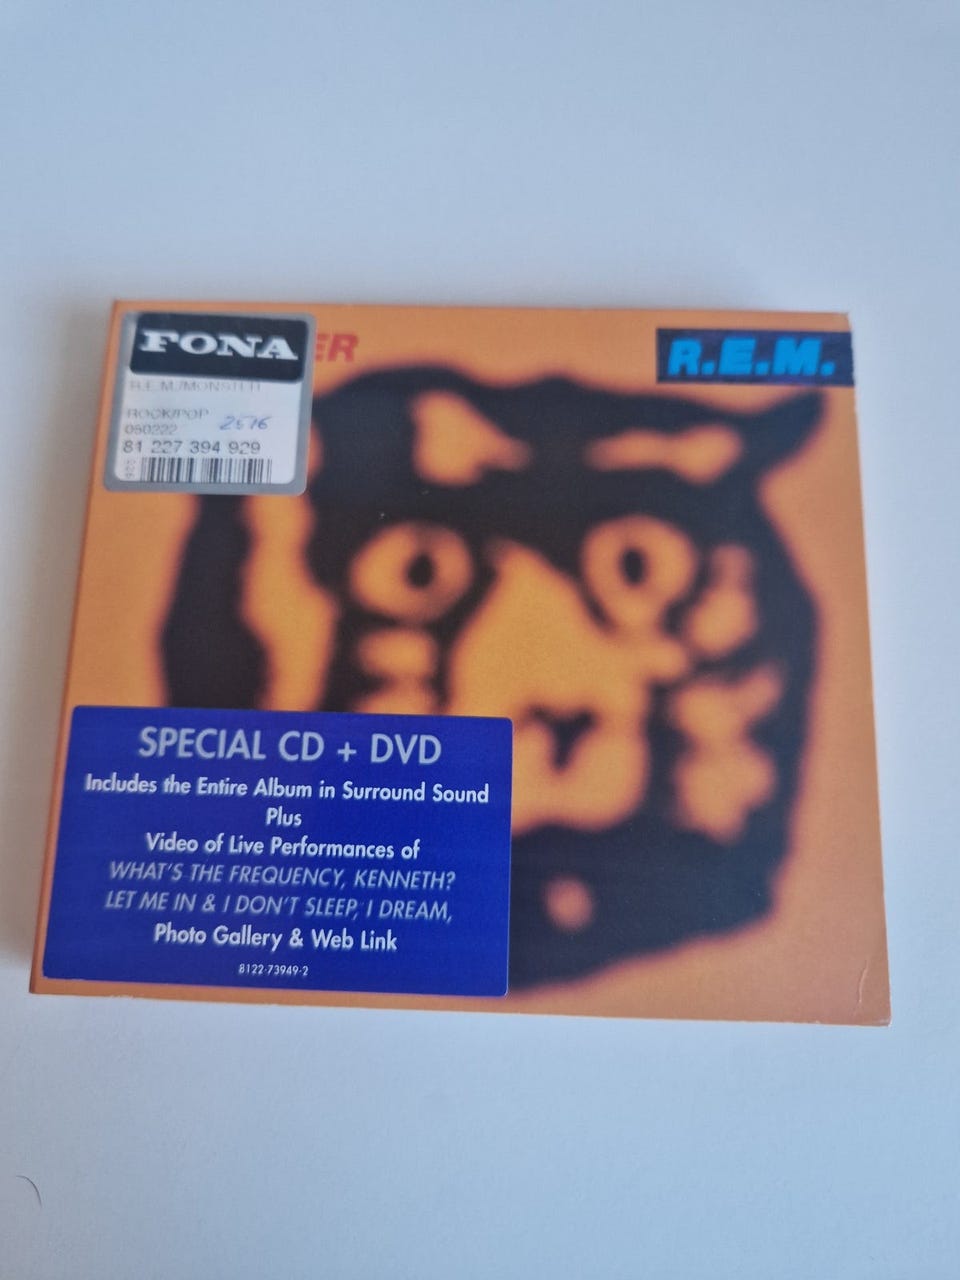 FONA
ER
R.E.M.
R.E.M./MONSTER
ROCK/POP
2576
080222
81 227 394 929
SPECIAL CD + DVD
Includes the Entire Album in Surround Sound
Plus
Video of Live Performances of
WHAT'S THE FREQUENCY, KENNETH?
LET ME IN & I DON'T SLEEP, I DREAM,
Photo Gallery & Web Link
8122-73949-2